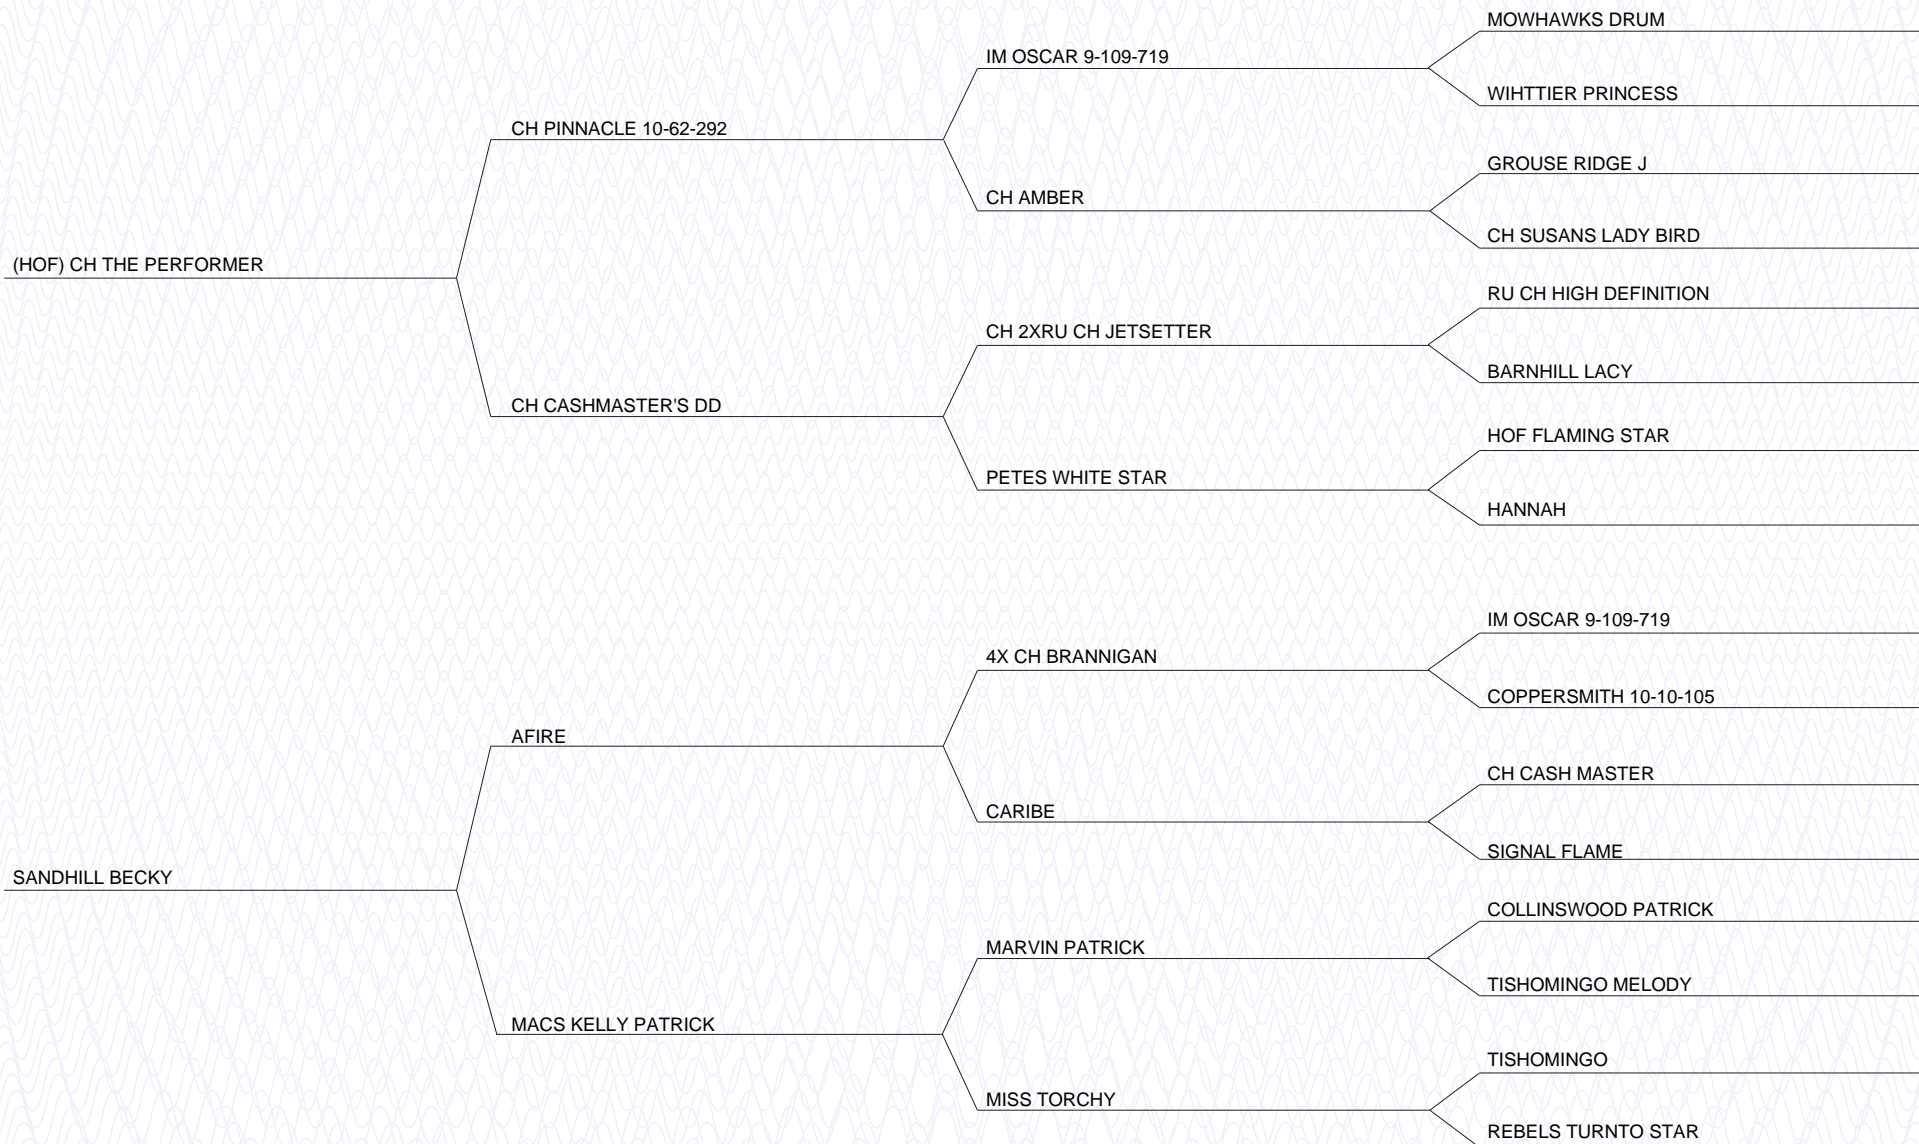 MOWHAWKS DRUM
IM OSCAR 9-109-719
WIHTTIER PRINCESS
CH PINNACLE 10-62-292
GROUSE RIDGE J
CH AMBER
CH SUSANS LADY BIRD
(HOF) CH THE PERFORMER
RU CH HIGH DEFINITION
CH 2XRU CH JETSETTER
BARNHILL LACY
CH CASHMASTER'S DD
HOF FLAMING STAR
PETES WHITE STAR
HANNAH
IM OSCAR 9-109-719
4X CH BRANNIGAN
COPPERSMITH 10-10-105
AFIRE
CH CASH MASTER
CARIBE
SIGNAL FLAME
SANDHILL BECKY
COLLINSWOOD PATRICK
MARVIN PATRICK
TISHOMINGO MELODY
MACS KELLY PATRICK
TISHOMINGO
MISS TORCHY
REBELS TURNTO STAR